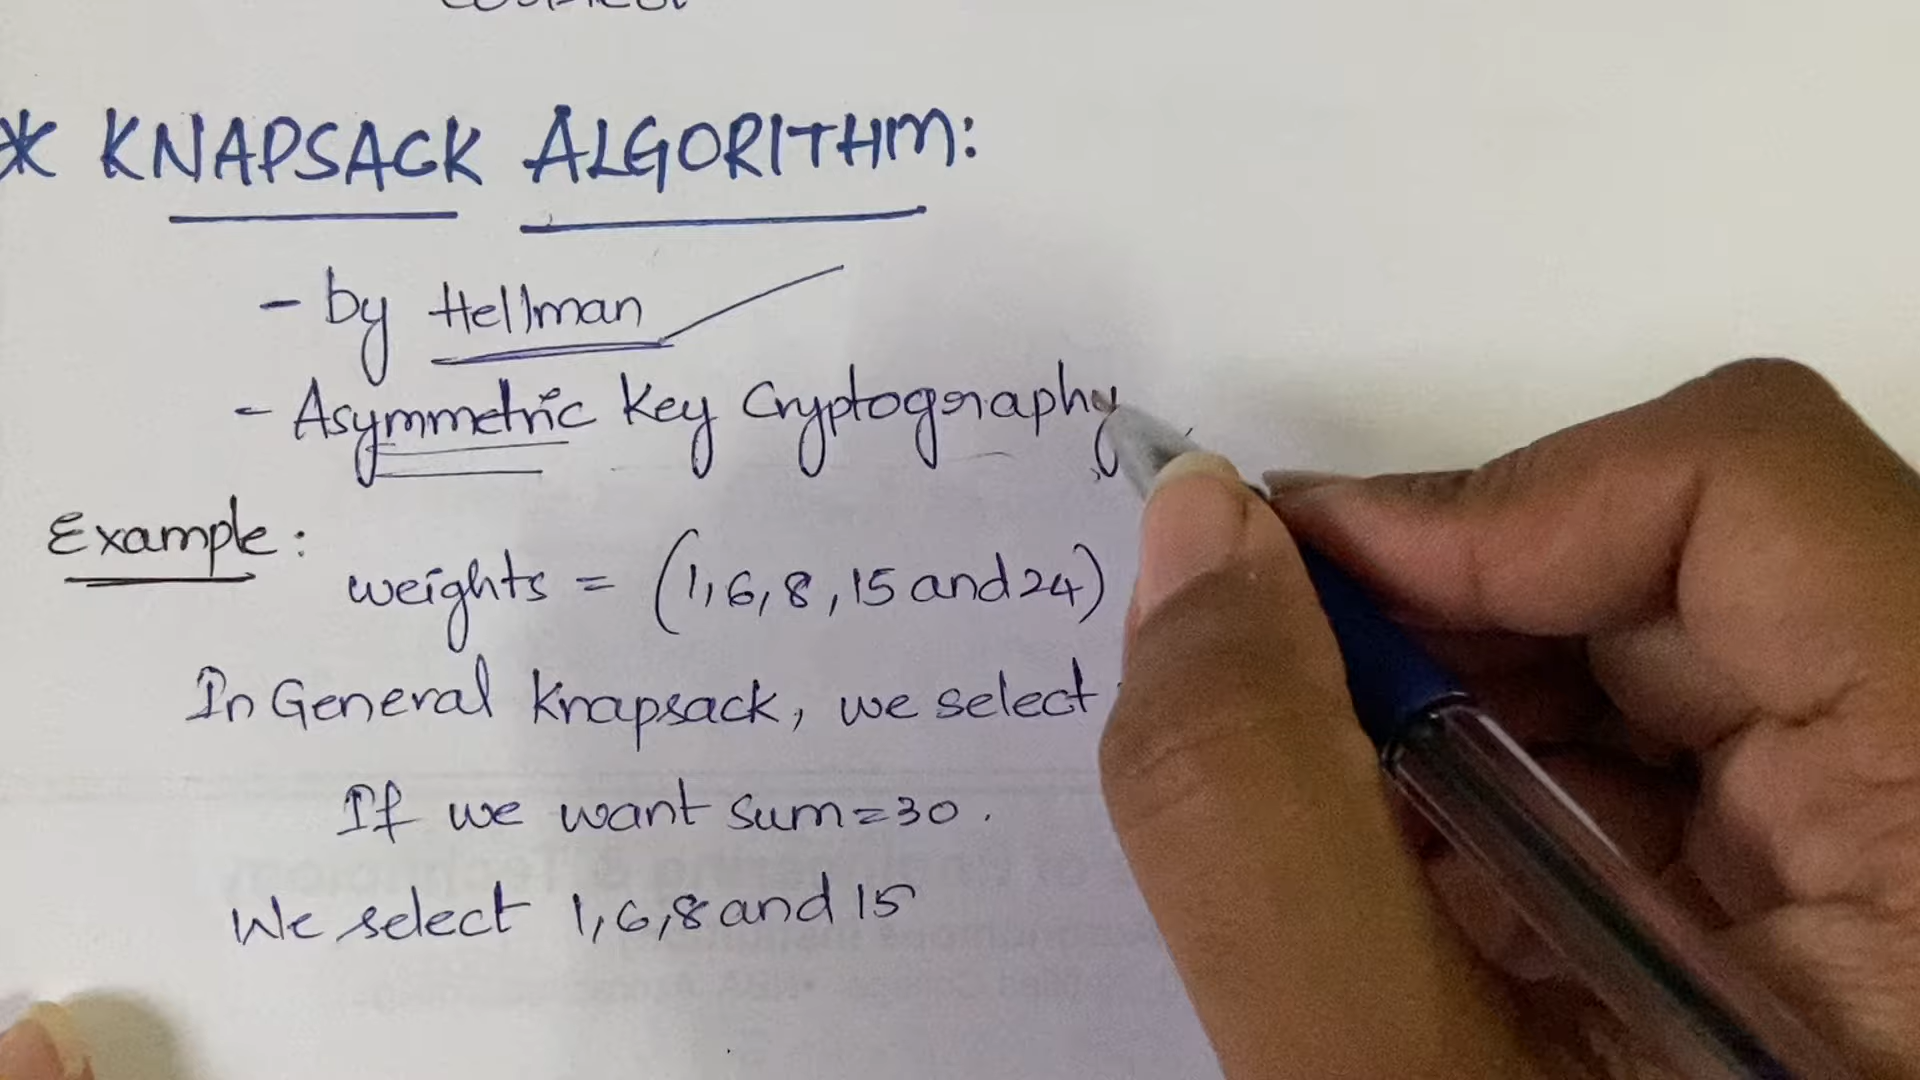 * KNAPSACK ALGORITHM:
- by Hellman
- Asymmetric Key Cryptography
Example:
weights = (1, 6, 8, 15 and 24)
In General Knapsack, we select
If we want sum=30.
We select 1, 6, 8 and 15